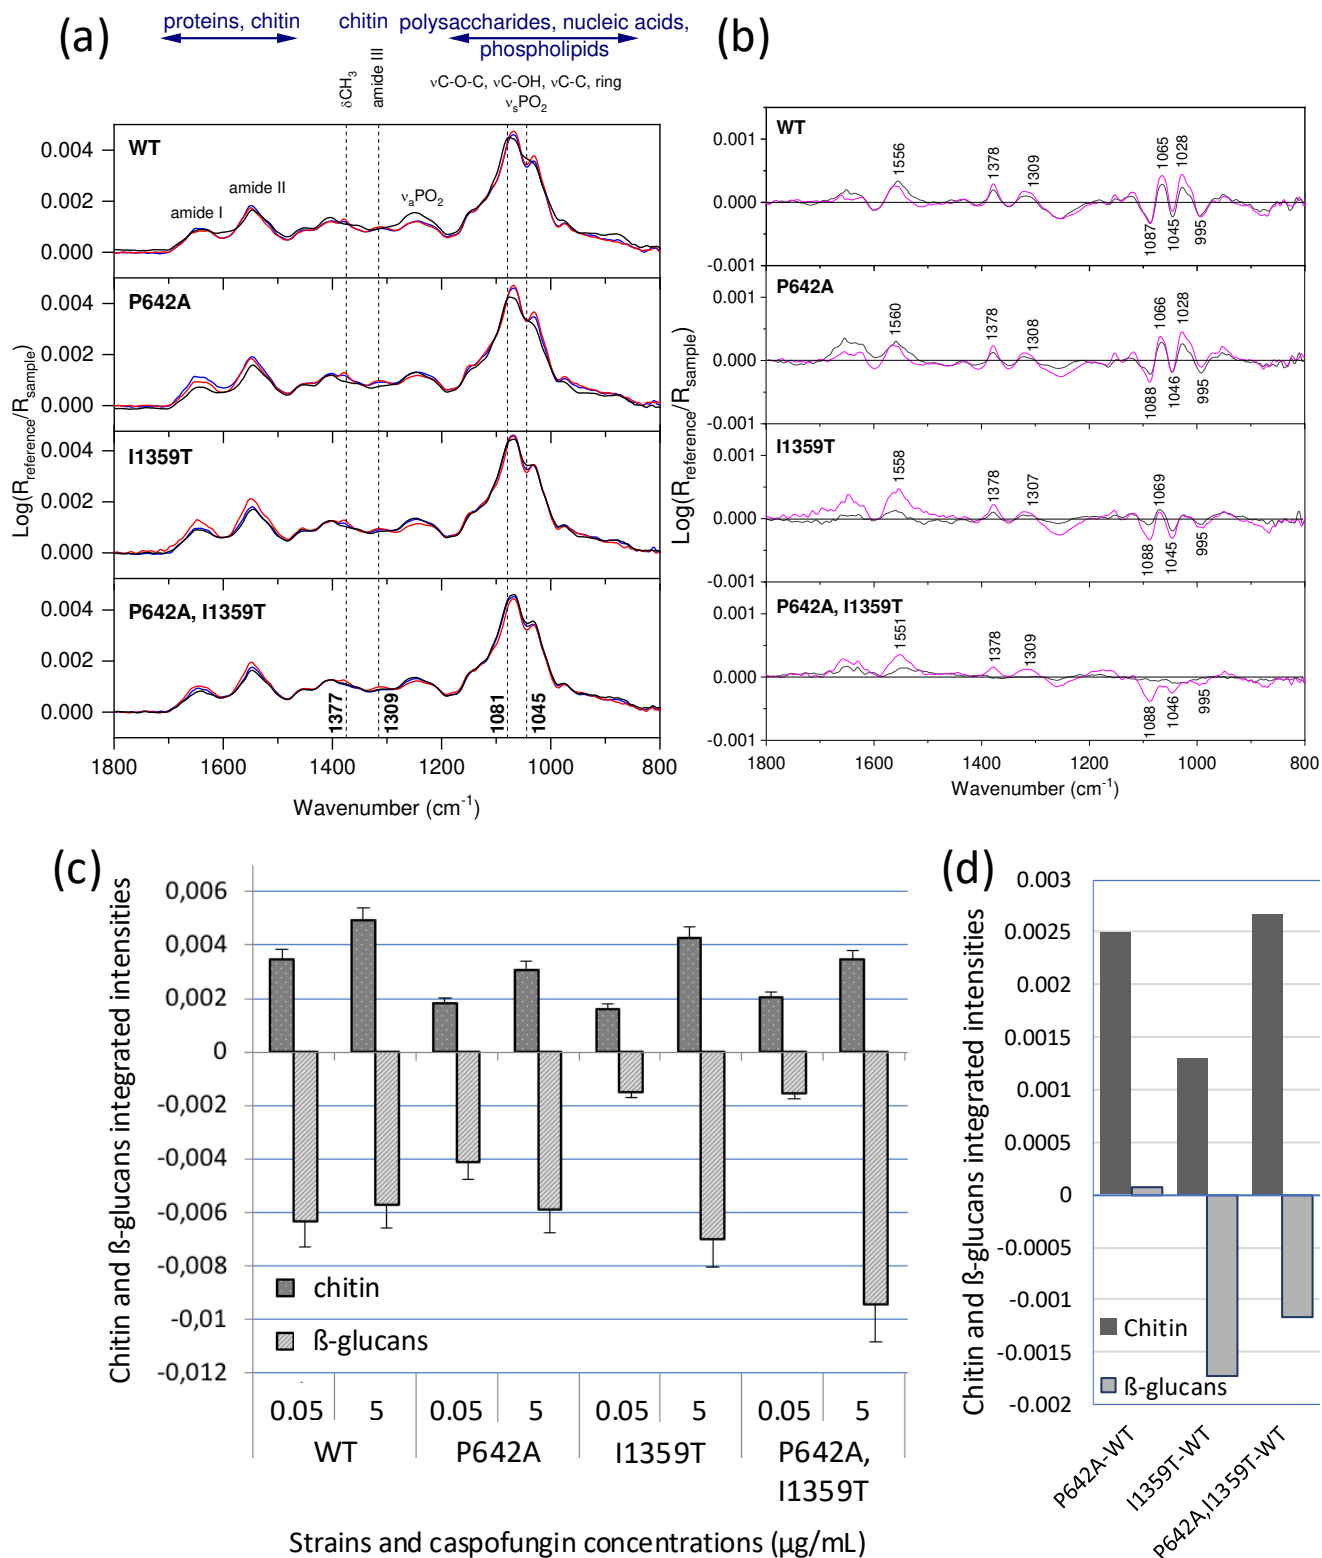 (a)
proteins, chitin
chitin
polysaccharides, nucleic acids,
phospholipids
δCH3
amide III
νC-O-C, νC-OH, νC-C, ring
νsPO2
WT
amide I
amide II
νaPO2
0.004
0.002
0.000
P642A
0.004
0.002
0.000
I1359T
0.004
0.002
0.000
P642A, I1359T
0.004
0.002
0.000
1377
1309
1081
1045
1800
1600
1400
1200
1000
800
Log(Rreference/Rsample)
Wavenumber (cm-1)
(b)
WT
0.001
0.000
-0.001
1556
1378
1309
1065
1028
1087
1045
995
P642A
0.001
0.000
-0.001
1560
1378
1308
1066
1028
1088
1046
995
I1359T
0.001
0.000
-0.001
1558
1378
1307
1069
1088
1045
995
P642A, I1359T
0.001
0.000
-0.001
1551
1378
1309
1088
1046
995
1800
1600
1400
1200
1000
800
Log(Rreference/Rsample)
Wavenumber (cm-1)
(c)
Chitin and ß-glucans integrated intensities
0,006
0,004
0,002
0
-0,002
-0,004
-0,006
-0,008
-0,01
-0,012
chitin
ß-glucans
0.05 5 0.05 5 0.05 5 0.05 5
WT P642A I1359T P642A,
I1359T
Strains and caspofungin concentrations (µg/mL)
(d)
Chitin and ß-glucans integrated intensities
0.003
0.0025
0.002
0.0015
0.001
0.0005
0
-0.0005
-0.001
-0.0015
-0.002
Chitin
ß-glucans
P642A-WT
I1359T-WT
P642A,I1359T-WT